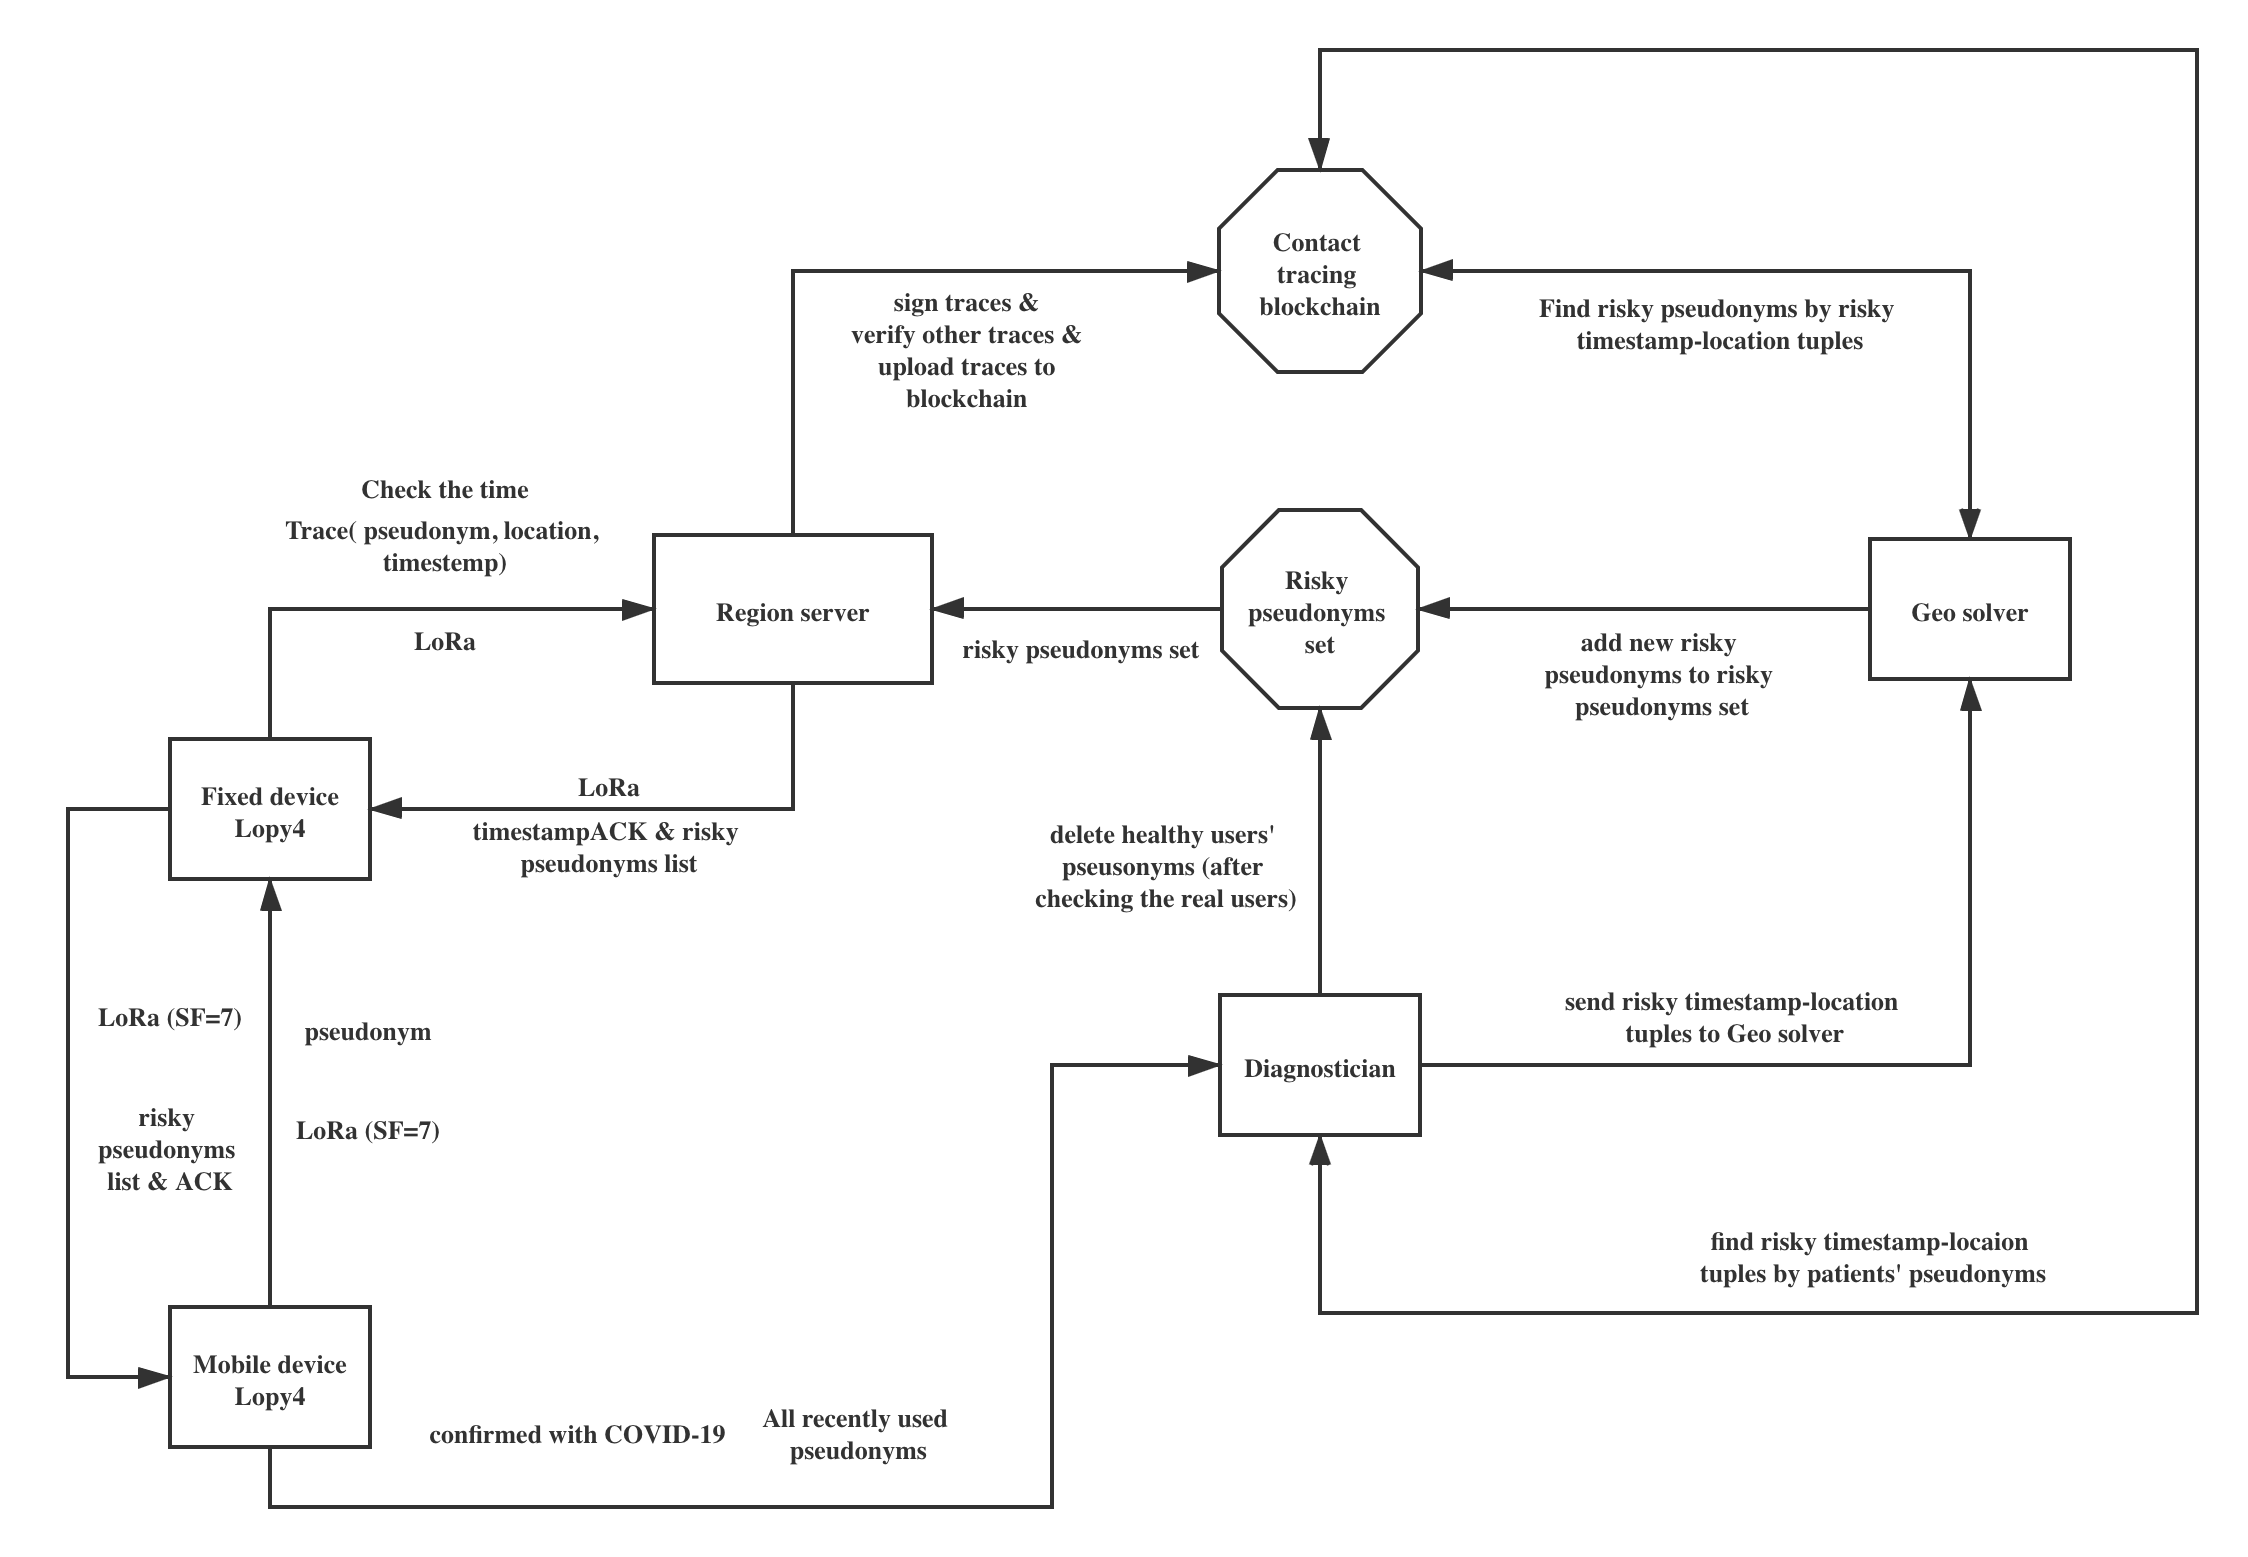 Contact
tracing
blockchain
sign traces &
verify other traces &
upload traces to
blockchain
Find risky pseudonyms by risky
timestamp-location tuples
Check the time
Trace( pseudonym, location,
timestemp)
LoRa
Region server
risky pseudonyms set
Risky
pseudonyms
set
add new risky
pseudonyms to risky
pseudonyms set
Geo solver
Fixed device
Lopy4
LoRa
timestampACK & risky
pseudonyms list
delete healthy users'
pseusonyms (after
checking the real users)
LoRa (SF=7)
risky
pseudonyms
list & ACK
pseudonym
LoRa (SF=7)
Diagnostician
send risky timestamp-location
tuples to Geo solver
find risky timestamp-locaion
tuples by patients' pseudonyms
Mobile device
Lopy4
confirmed with COVID-19
All recently used
pseudonyms